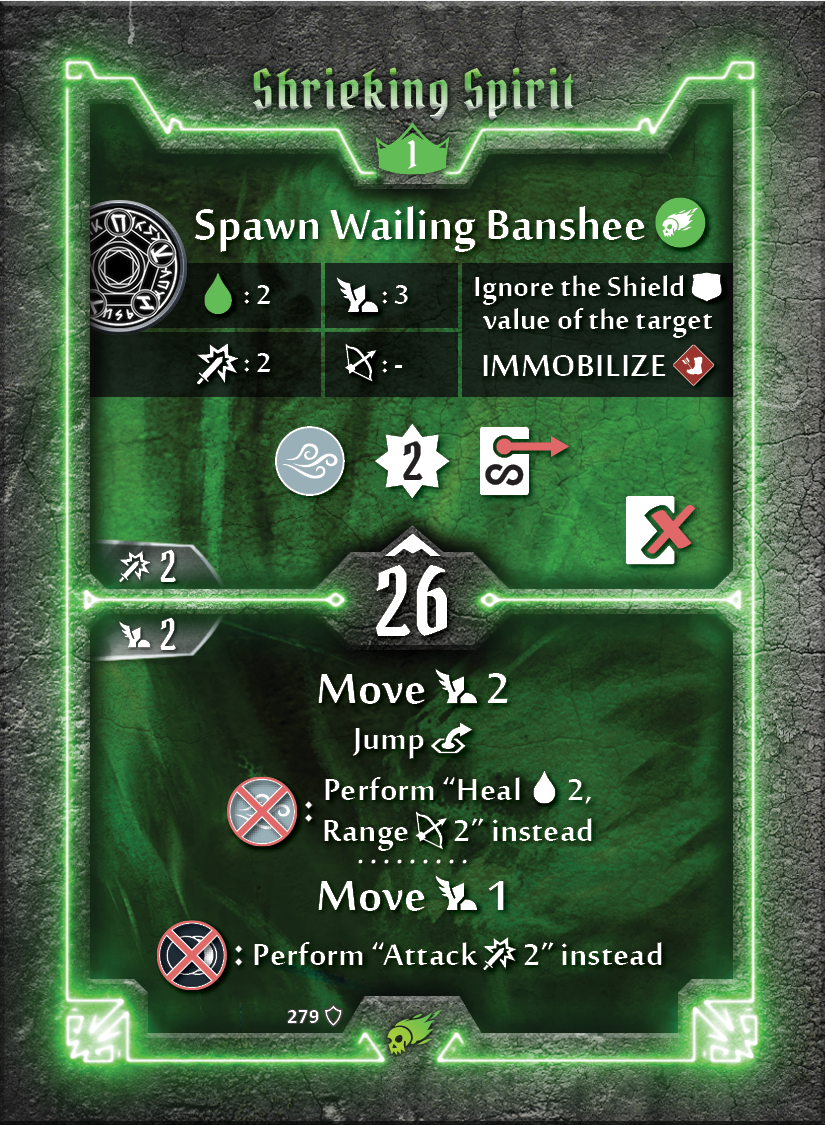 Shrieking Spirit
1
Spawn Wailing Banshee
: 2
: 3
Ignore the Shield
value of the target
: 2
: -
IMMOBILIZE
2
2
26
2
Move 2
Jump
: Perform “Heal 2,
Range 2” instead
Move 1
: Perform “Attack 2” instead
279